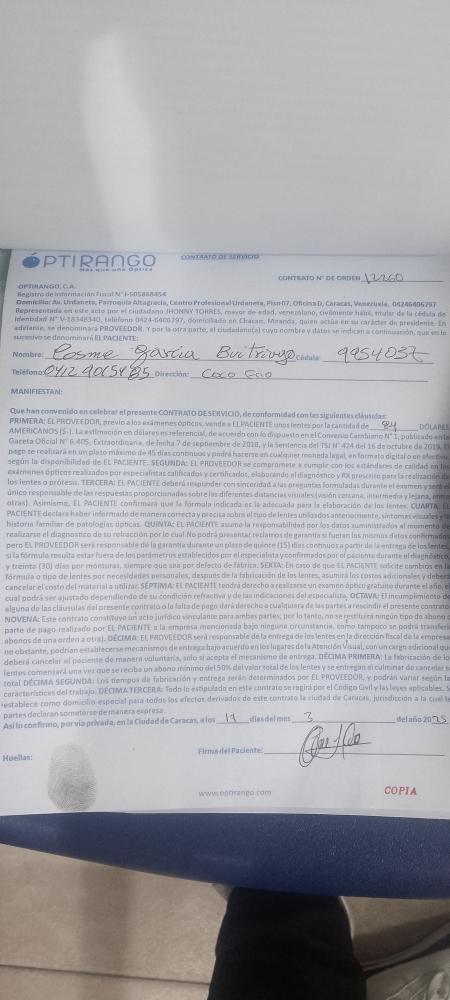 ÓPTIRANGO
Más que una Óptica
CONTRATO DE SERVICIO
CONTRATO N° DE ORDEN 12260
OPTIRANGO, C.A.
Registro de Información Fiscal N° J-505888454
Domicilio: Av. Urdaneta, Parroquia Altagracia, Centro Profesional Urdaneta, Piso 07, Oficina D, Caracas, Venezuela. 04246406797
Representada en este acto por el ciudadano JHONNY TORRES, mayor de edad, venezolano, civilmente hábil, titular de la cédula de
Identidad N° V-18348340, teléfono 0424-6406797, domiciliado en Chacao, Miranda, quien actúa en su carácter de presidente. En
adelante, se denominará PROVEEDOR. Y por la otra parte, el ciudadano(a) cuyo nombre y datos se indican a continuación, que en lo
sucesivo se denominará EL PACIENTE:
Nombre: Cosme Garcia Buitriago Cédula: 9954037
Teléfono: 0412 9065485 Dirección: Coco
MANIFIESTAN:
Que han convenido en celebrar el presente CONTRATO DE SERVICIO, de conformidad con las siguientes cláusulas:
PRIMERA: EL PROVEEDOR, previo a los exámenes ópticos, vende a EL PACIENTE unos lentes por la cantidad de 84 DÓLARES
AMERICANOS ($-). La estimación en dólares es referencial, de acuerdo con lo dispuesto en el Convenio Cambiario N° 1, publicado en la
Gaceta Oficial N° 6.405, Extraordinaria, de fecha 7 de septiembre de 2018, y la Sentencia del TSJ N° 424 del 16 de octubre de 2019. El
pago se realizará en un plazo máximo de 45 días continuos y podrá hacerse en cualquier moneda legal, en formato digital o en efectivo,
según la disponibilidad de EL PACIENTE. SEGUNDA: EL PROVEEDOR se compromete a cumplir con los estándares de calidad en los
exámenes ópticos realizados por especialistas calificados y certificados, elaborando el diagnóstico y RX prescrito para la realización de
los lentes o prótesis. TERCERA: EL PACIENTE deberá responder con sinceridad a las preguntas formuladas durante el examen y será el
único responsable de las respuestas proporcionadas sobre las diferentes distancias visuales (visión cercana, intermedia y lejana, entre
otras). Asimismo, EL PACIENTE confirmará que la fórmula indicada es la adecuada para la elaboración de los lentes. CUARTA: EL
PACIENTE declara haber informado de manera correcta y precisa sobre el tipo de lentes utilizados anteriormente, síntomas visuales y la
historia familiar de patologías ópticas. QUINTA: EL PACIENTE asume la responsabilidad por los datos suministrados al momento de
realizarse el diagnostico de su refracción por lo cual No podrá presentar reclamos de garantía si fueran los mismos datos confirmados
pero EL PROVEEDOR será responsable de la garantía durante un plazo de quince (15) días continuos a partir de la entrega de los lentes,
si la fórmula resulta estar fuera de los parámetros establecidos por el especialista y confirmados por el paciente durante el diagnóstico,
y treinta (30) días por monturas, siempre que sea por defecto de fábrica. SEXTA: En caso de que EL PACIENTE solicite cambios en la
fórmula o tipo de lentes por necesidades personales, después de la fabricación de los lentes, asumirá los costos adicionales y deberá
cancelar el costo del material a utilizar. SÉPTIMA: EL PACIENTE tendrá derecho a realizarse un examen óptico gratuito durante el año, el
cual podrá ser ajustado dependiendo de su condición refractiva y de las indicaciones del especialista. OCTAVA: El incumplimiento de
alguna de las cláusulas del presente contrato o la falta de pago dará derecho a cualquiera de las partes a rescindir el presente contrato.
NOVENA: Este contrato constituye un acto jurídico vinculante para ambas partes; por lo tanto, no se restituirá ningún tipo de abono o
parte de pago realizado por EL PACIENTE a la empresa mencionada bajo ninguna circunstancia, como tampoco se podrá transferir
abonos de una orden a otra). DÉCIMA: EL PROVEEDOR será responsable de la entrega de los lentes en la dirección fiscal de la empresa
no obstante, podrían establecerse mecanismos de entrega bajo acuerdo en los lugares de la Atención Visual, con un cargo adicional que
deberá cancelar el paciente de manera voluntaria, solo si acepta el mecanismo de entrega. DÉCIMA PRIMERA: La fabricación de lo
lentes comenzará una vez que se reciba un abono mínimo del 50% del valor total de los lentes y se entregan al culminar de cancelar e
total DÉCIMA SEGUNDA: Los tiempos de fabricación y entrega serán determinados por EL PROVEEDOR, y podrán variar según la
características del trabajo. DÉCIMA TERCERA: Todo lo estipulado en este contrato se regirá por el Código Civil y las leyes aplicables. S
establece como domicilio especial para todos los efectos derivados de este contrato la ciudad de Caracas, jurisdicción a la cual la
partes declaran someterse de manera expresa.
Así lo confirmo, por vía privada, en la Ciudad de Caracas, a los 19 días del mes 3 del año 2025
Huellas:
Firma del Paciente:
www.optirango.com
COPIA